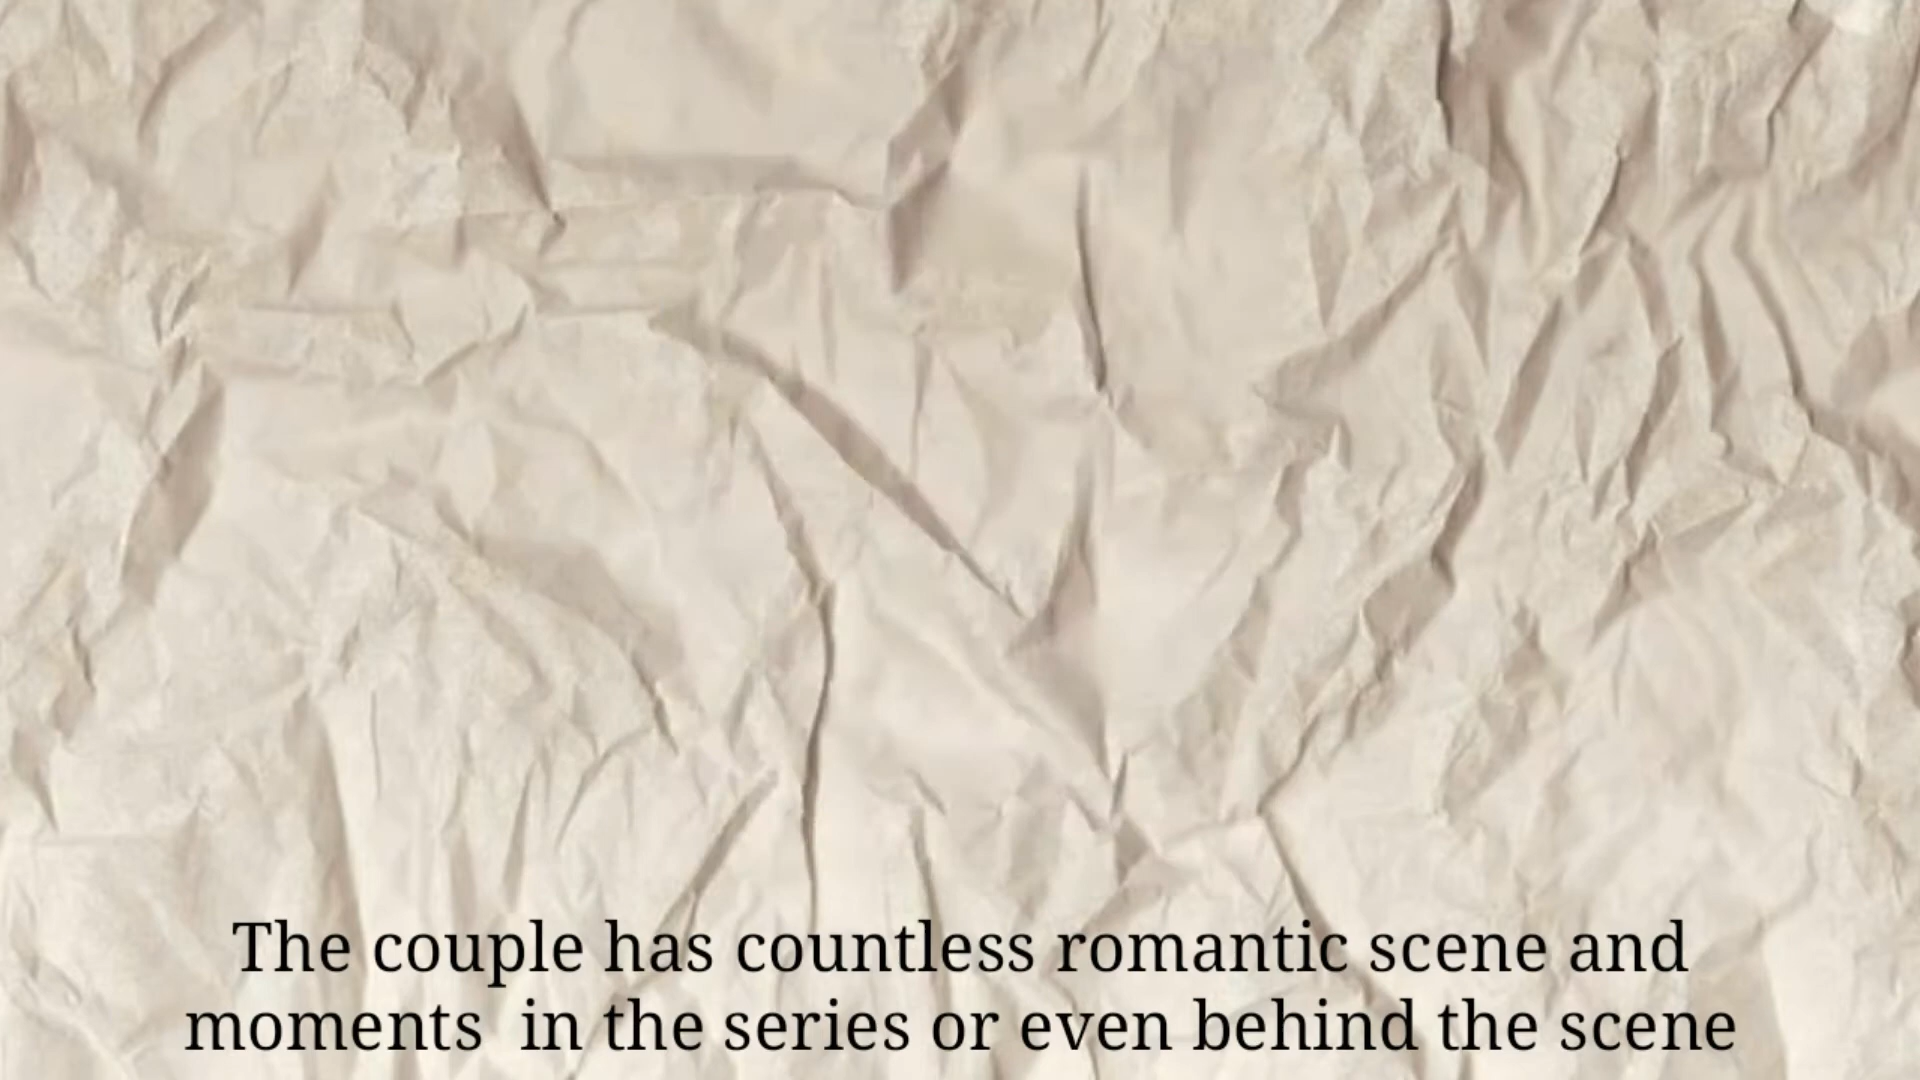 The couple has countless romantic scene and
moments  in the series or even behind the scene